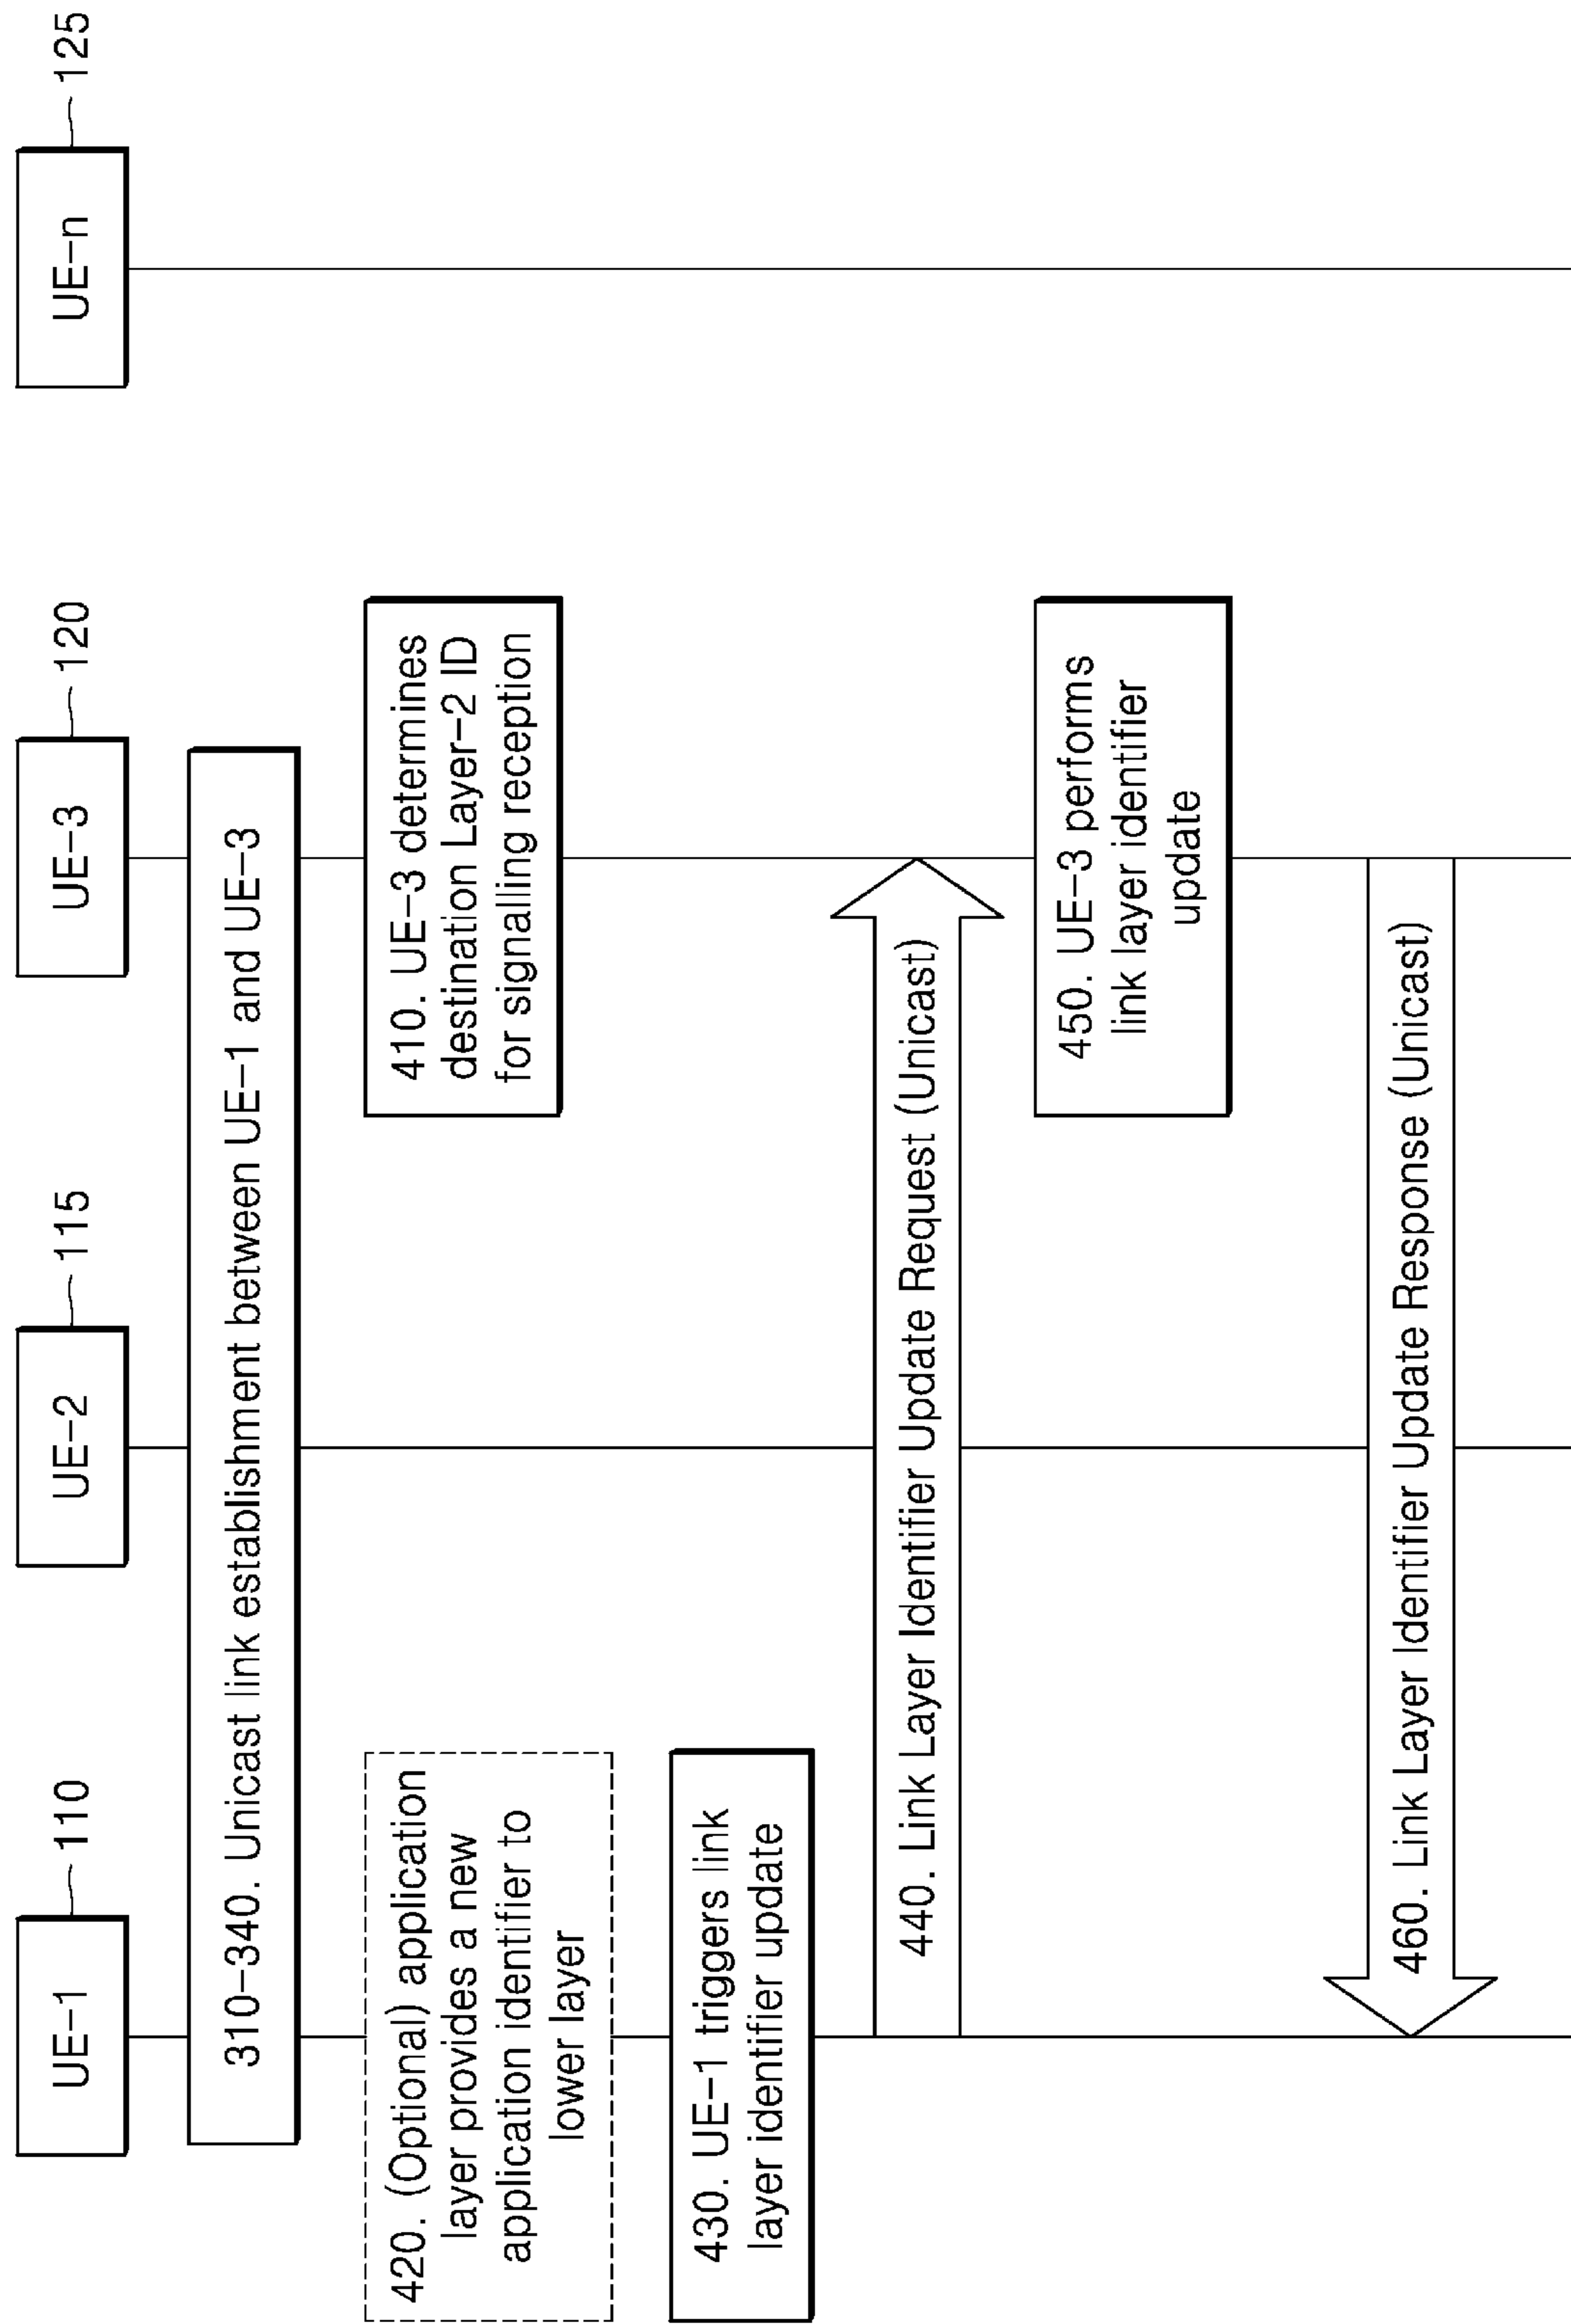 UE-1
110
UE-2
115
UE-3
120
UE-n
125
310-340. Unicast link establishment between UE-1 and UE-3
410. UE-3 determines
destination Layer-2 ID
for signalling reception
420. (Optional) application
layer provides a new
application identifier to
lower layer
430. UE-1 triggers link
layer identifier update
440. Link Layer Identifier Update Request (Unicast)
450. UE-3 performs
link layer identifier
update
460. Link Layer Identifier Update Response (Unicast)